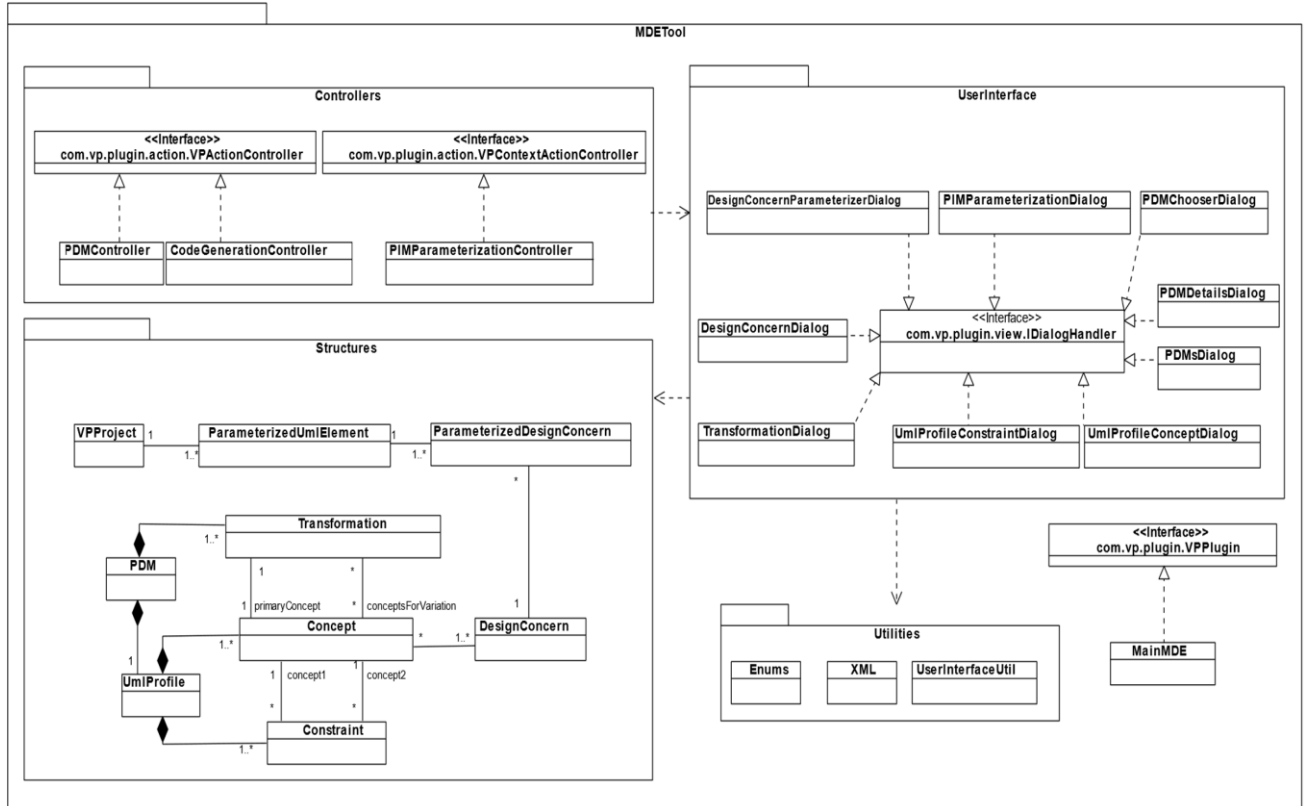 MDETool
Controllers
<<Interface>>
com.vp.plugin.action.VPActionController
<<Interface>>
com.vp.plugin.action.VPContextActionController
PDMController
CodeGenerationController
PIMParameterizationController
UserInterface
DesignConcernParameterizerDialog
PIMParameterizationDialog
PDMChooserDialog
PDMDetailsDialog
<<Interface>>
com.vp.plugin.view.IDialogHandler
DesignConcernDialog
PDMsDialog
TransformationDialog
UmlProfileConstraintDialog
UmlProfileConceptDialog
Structures
VPProject
1
1..*
ParameterizedUmlElement
1
1..*
ParameterizedDesignConcern
*
Transformation
1..*
PDM
1
*
1
primaryConcept
*
conceptsForVariation
1
Concept
1..*
*
1..*
DesignConcern
1
UmlProfile
1
concept1
1
concept2
*
*
Constraint
1..*
<<Interface>>
com.vp.plugin.VPPlugin
MainMDE
Utilities
Enums
XML
UserInterfaceUtil